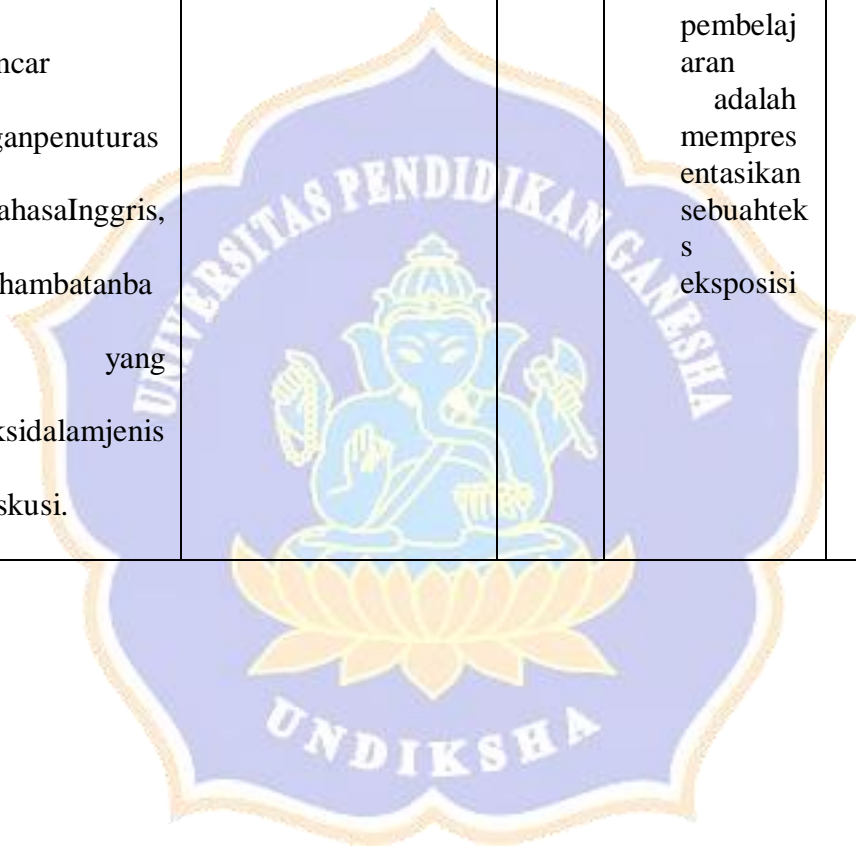 ncar
ganpenuturas
ahasaInggris,
hambatanba
yang
ksidalamjenis
skusi.
pembelaj
aran
adalah
mempres
entasikan
sebuahtek
s
eksposisi
UNIVERSITAS PENDIDIKAN GANESHA
UNDIKSHA